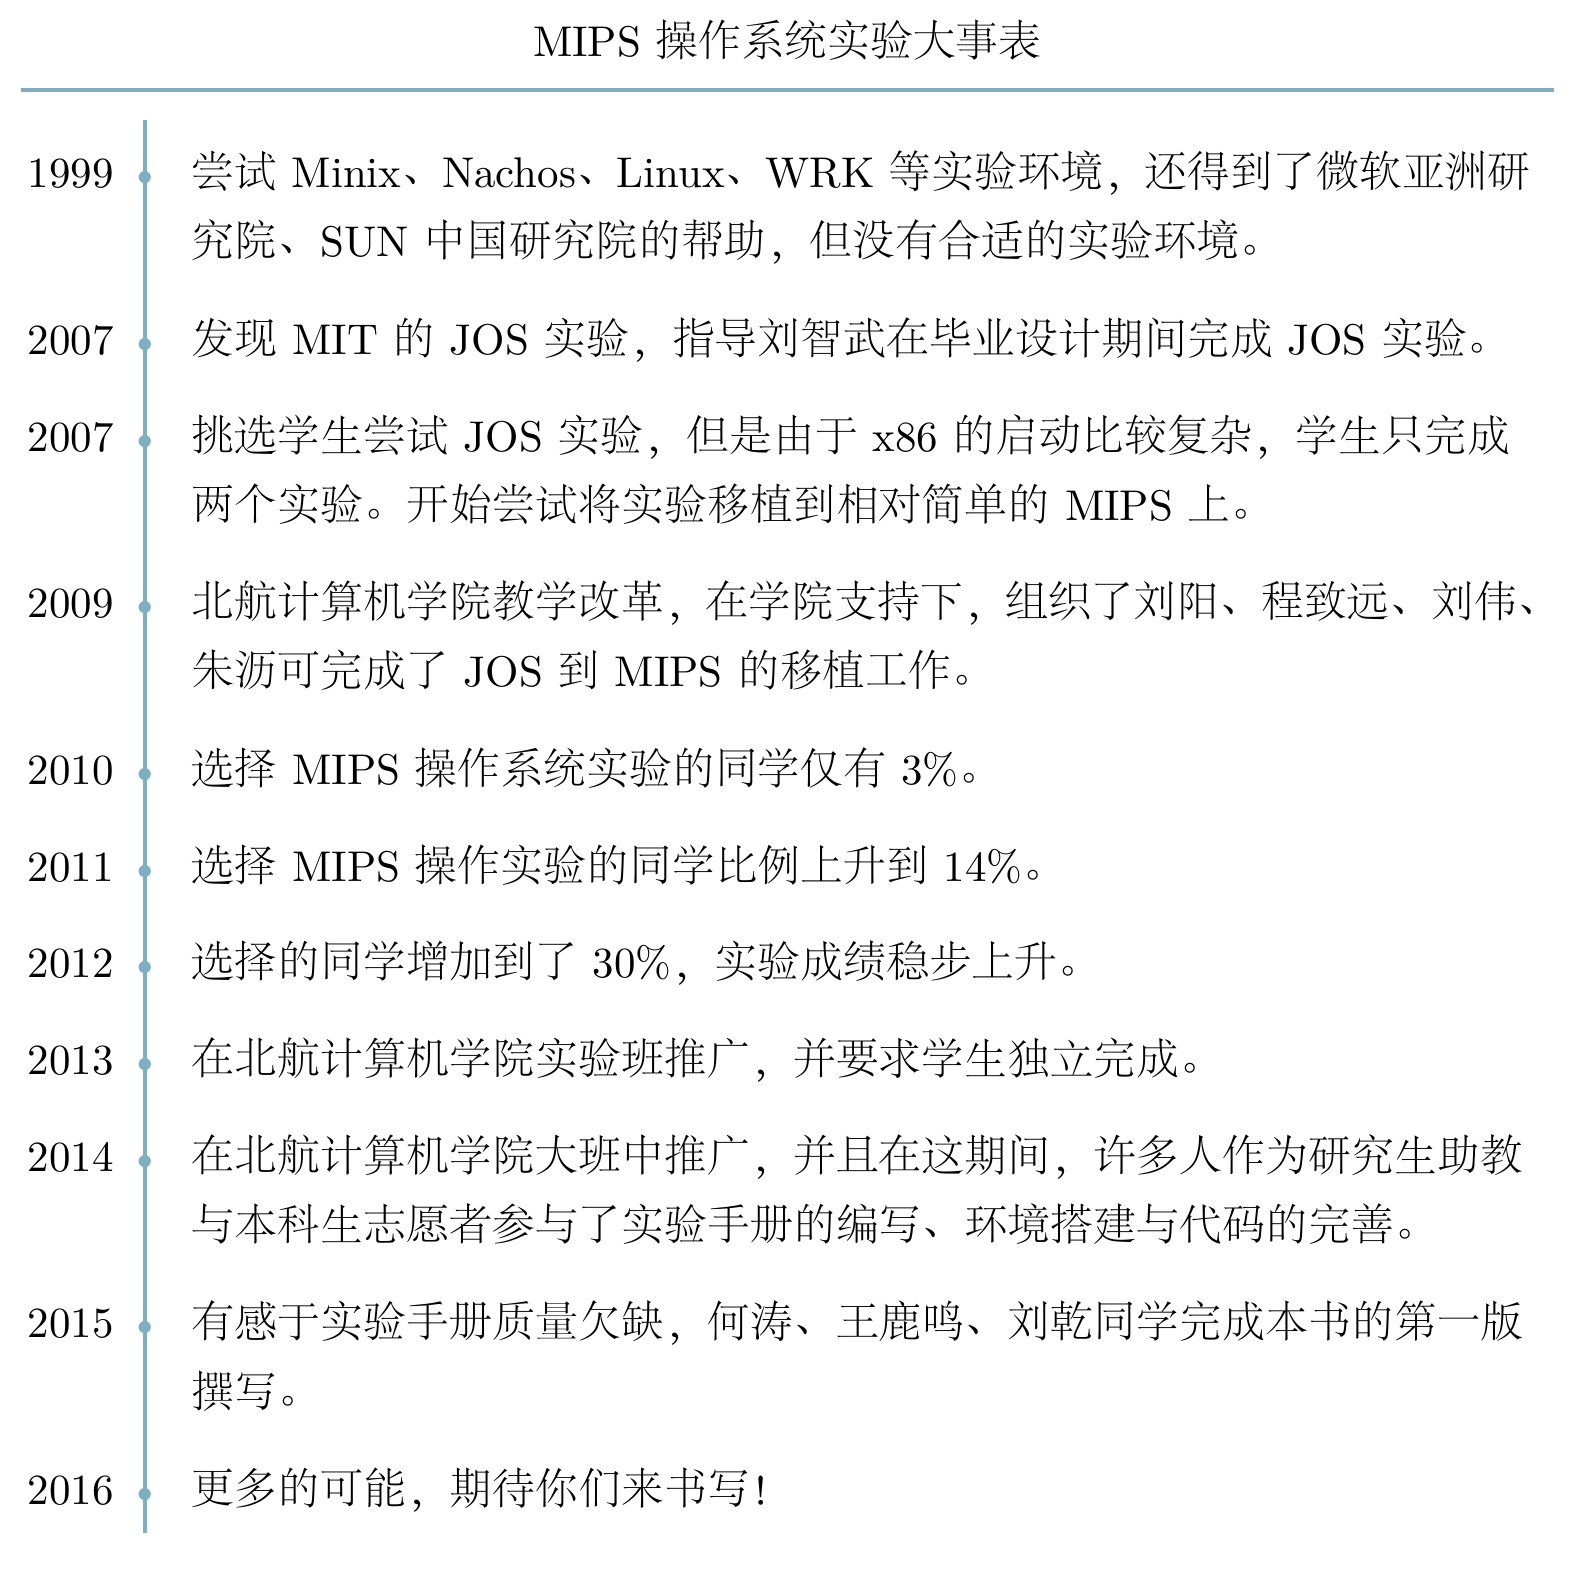 MIPS 操作系统实验大事表
1999 尝试 Minix、Nachos、Linux、WRK 等实验环境，还得到了微软亚洲研
究院、SUN 中国研究院的帮助，但没有合适的实验环境。
2007 发现 MIT 的 JOS 实验，指导刘智武在毕业设计期间完成 JOS 实验。
2007 挑选学生尝试 JOS 实验，但是由于 x86 的启动比较复杂，学生只完成
两个实验。开始尝试将实验移植到相对简单的 MIPS 上。
2009 北航计算机学院教学改革，在学院支持下，组织了刘阳、程致远、刘伟、
朱沥可完成了 JOS 到 MIPS 的移植工作。
2010 选择 MIPS 操作系统实验的同学仅有 3%。
2011 选择 MIPS 操作实验的同学比例上升到 14%。
2012 选择的同学增加到了 30%，实验成绩稳步上升。
2013 在北航计算机学院实验班推广，并要求学生独立完成。
2014 在北航计算机学院大班中推广，并且在这期间，许多人作为研究生助教
与本科生志愿者参与了实验手册的编写、环境搭建与代码的完善。
2015 有感于实验手册质量欠缺，何涛、王鹿鸣、刘乾同学完成本书的第一版
撰写。
2016 更多的可能，期待你们来书写！